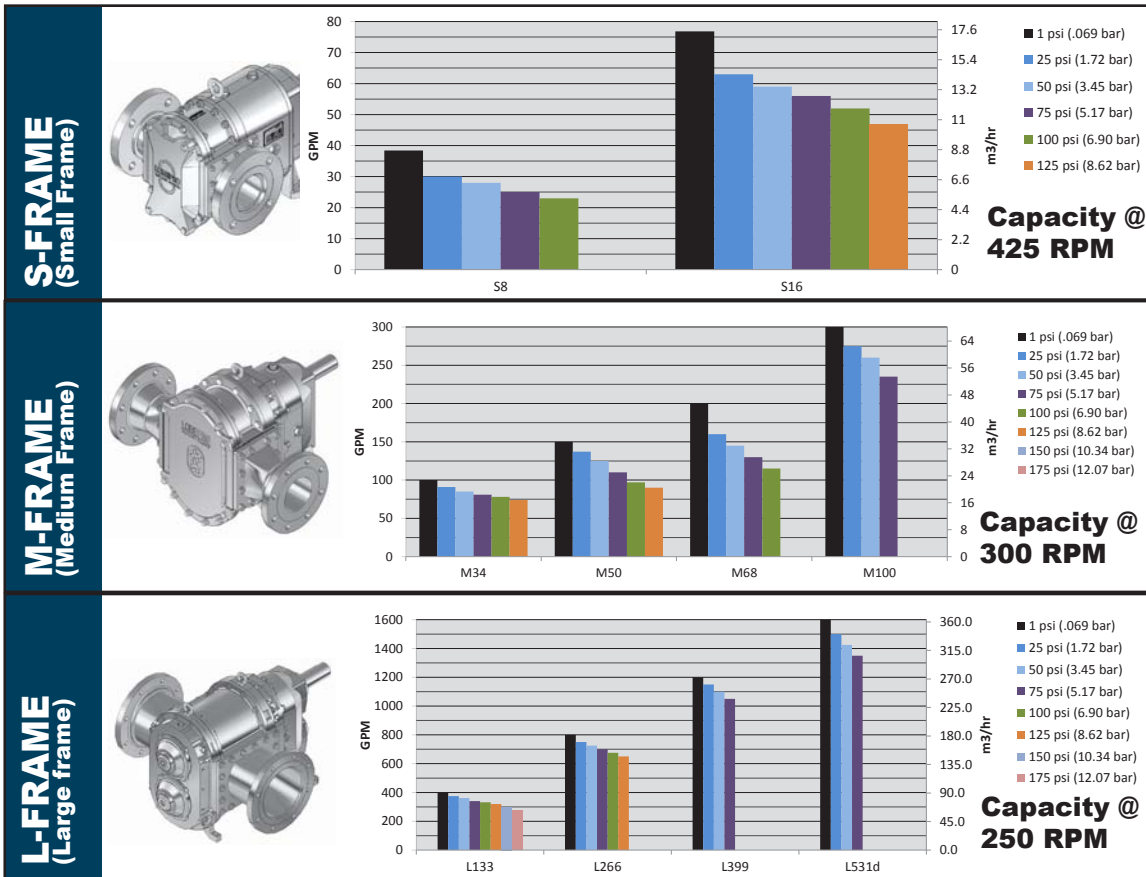 S-FRAME
(Small Frame)
GPM
80
70
60
50
40
30
20
10
0
S8
S16
17.6
15.4
13.2
11
8.8
6.6
4.4
2.2
0
m3/hr
1 psi (.069 bar)
25 psi (1.72 bar)
50 psi (3.45 bar)
75 psi (5.17 bar)
100 psi (6.90 bar)
125 psi (8.62 bar)
Capacity @
425 RPM
M-FRAME
(Medium Frame)
GPM
300
250
200
150
100
50
0
M34
M50
M68
M100
64
56
48
40
32
24
16
8
0
m3/hr
1 psi (.069 bar)
25 psi (1.72 bar)
50 psi (3.45 bar)
75 psi (5.17 bar)
100 psi (6.90 bar)
125 psi (8.62 bar)
150 psi (10.34 bar)
175 psi (12.07 bar)
Capacity @
300 RPM
L-FRAME
(Large frame)
GPM
1600
1400
1200
1000
800
600
400
200
0
L133
L266
L399
L531d
360.0
315.0
270.0
225.0
180.0
135.0
90.0
45.0
0.0
m3/hr
1 psi (.069 bar)
25 psi (1.72 bar)
50 psi (3.45 bar)
75 psi (5.17 bar)
100 psi (6.90 bar)
125 psi (8.62 bar)
150 psi (10.34 bar)
175 psi (12.07 bar)
Capacity @
250 RPM